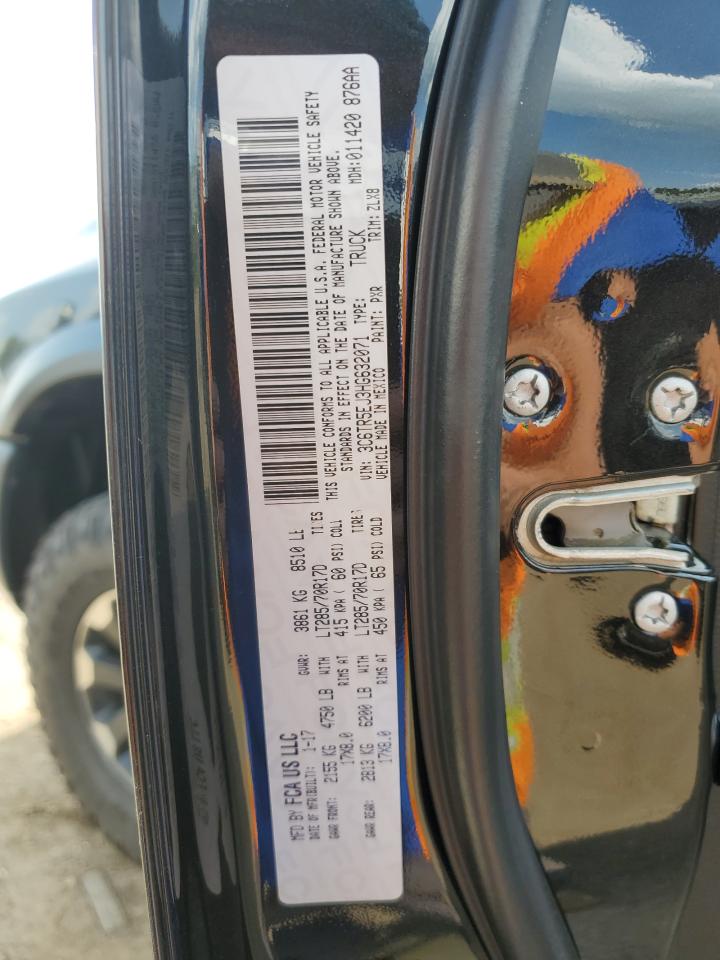 MFD BY FCA US LLC
DATE OF MFR(BUILT): 1-17 GVWR: 3861 KG 8510 LB
GAWR FRONT: 2155 KG 4750 LB WITH LT285/70R17D TIRES
17X8.0 RIMS AT 415 KPA ( 60 PSI) COLD
GAWR REAR: 2813 KG 6200 LB WITH LT285/70R17D TIRES
17X8.0 RIMS AT 450 KPA ( 65 PSI) COLD
THIS VEHICLE CONFORMS TO ALL APPLICABLE U.S.A. FEDERAL MOTOR VEHICLE SAFETY
STANDARDS IN EFFECT ON THE DATE OF MANUFACTURE SHOWN ABOVE.
VIN: 3C6TR5EJ3HG632071 TYPE: TRUCK MDH:011420 876AA
VEHICLE MADE IN MEXICO PAINT: PXR TRIM: ZLX8